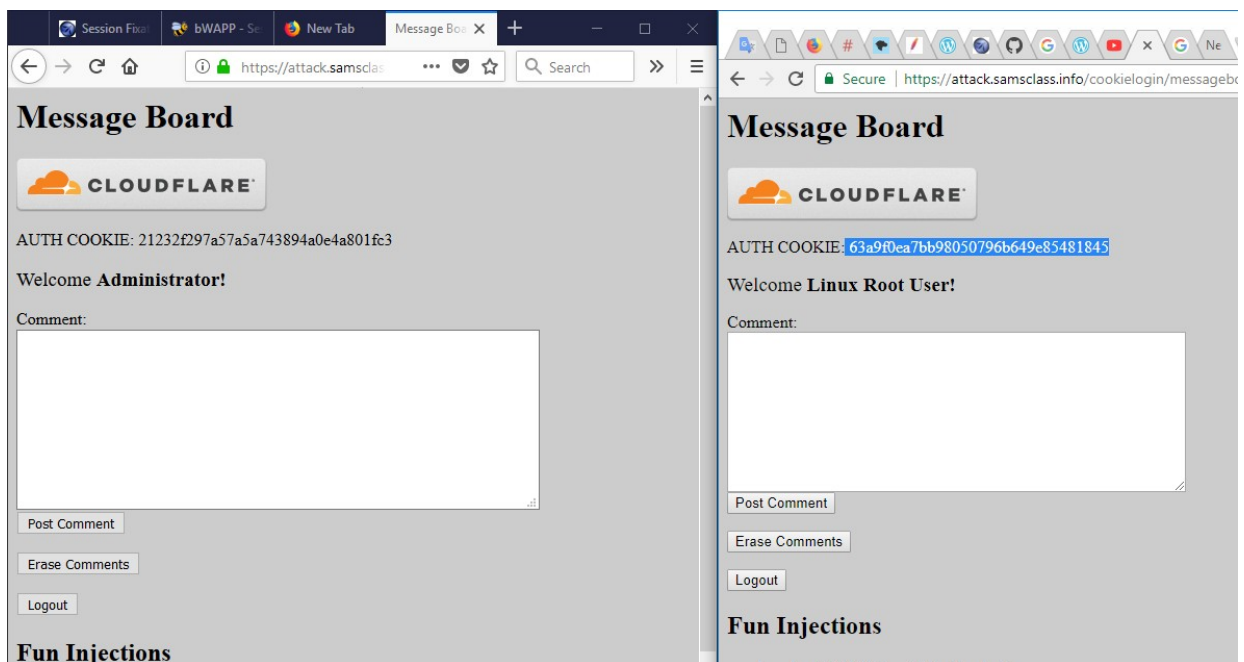 Session Fixat
bWAPP - Se
New Tab
Message Boa
https://attack.samsclas
Search
Message Board
CLOUDFLARE
AUTH COOKIE: 21232f297a57a5a743894a0e4a801fc3
Welcome Administrator!
Comment:
Post Comment
Erase Comments
Logout
Fun Injections
Ne
Secure | https://attack.samsclass.info/cookielogin/messagebo
Message Board
CLOUDFLARE
AUTH COOKIE: 63a9f0ea7bb98050796b649e85481845
Welcome Linux Root User!
Comment:
Post Comment
Erase Comments
Logout
Fun Injections